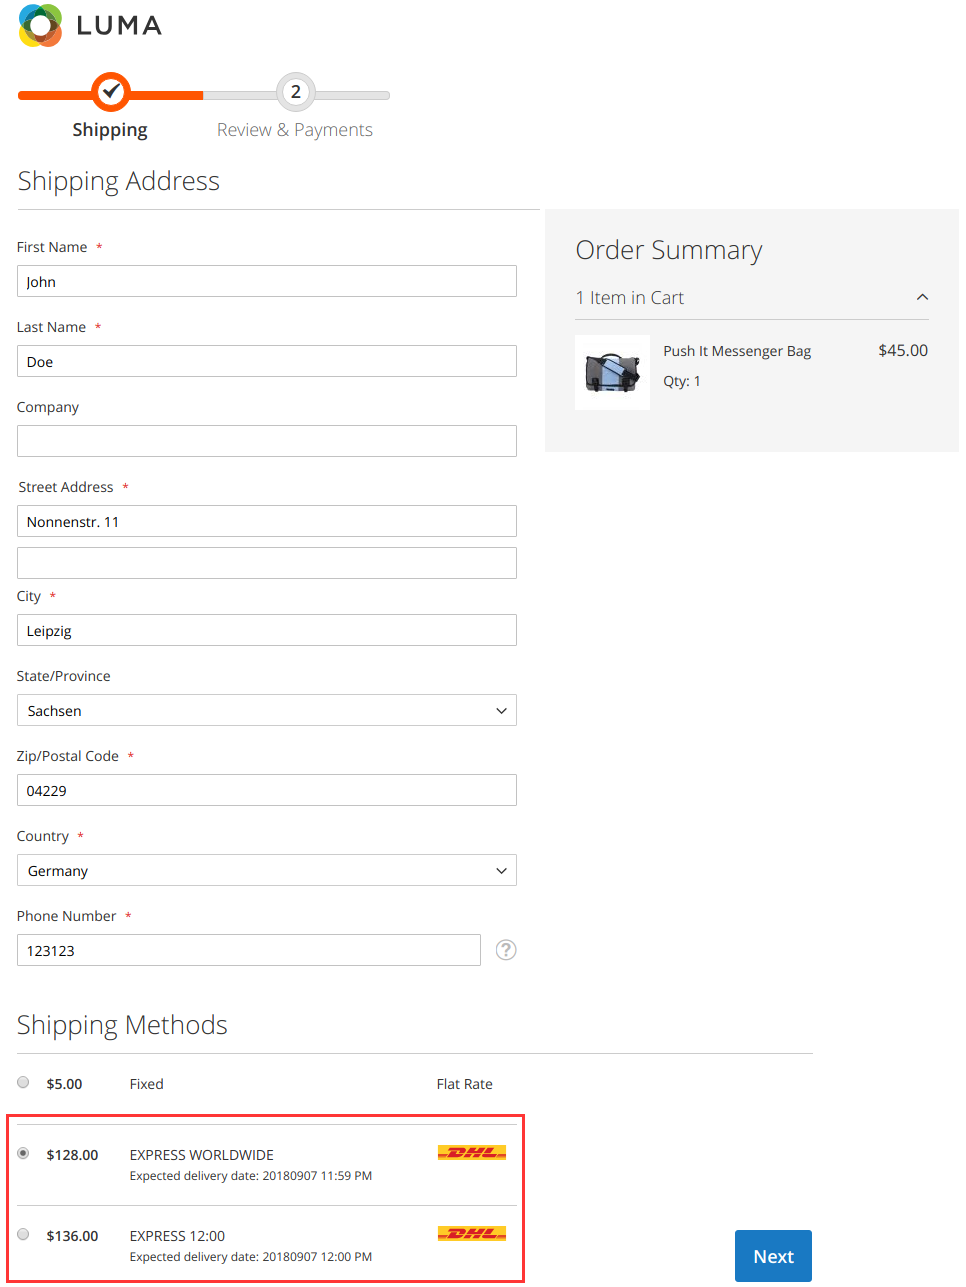 LUMA
2
Shipping
Review & Payments
Shipping Address
First Name *
John
Last Name *
Doe
Company
Street Address *
Nonnenstr. 11
City *
Leipzig
State/Province
Sachsen
Zip/Postal Code *
04229
Country *
Germany
Phone Number *
123123
?
Order Summary
1 Item in Cart
Push It Messenger Bag $45.00
Qty: 1
Shipping Methods
$5.00 Fixed Flat Rate
$128.00 EXPRESS WORLDWIDE DHL
Expected delivery date: 20180907 11:59 PM
$136.00 EXPRESS 12:00 DHL
Expected delivery date: 20180907 12:00 PM
Next